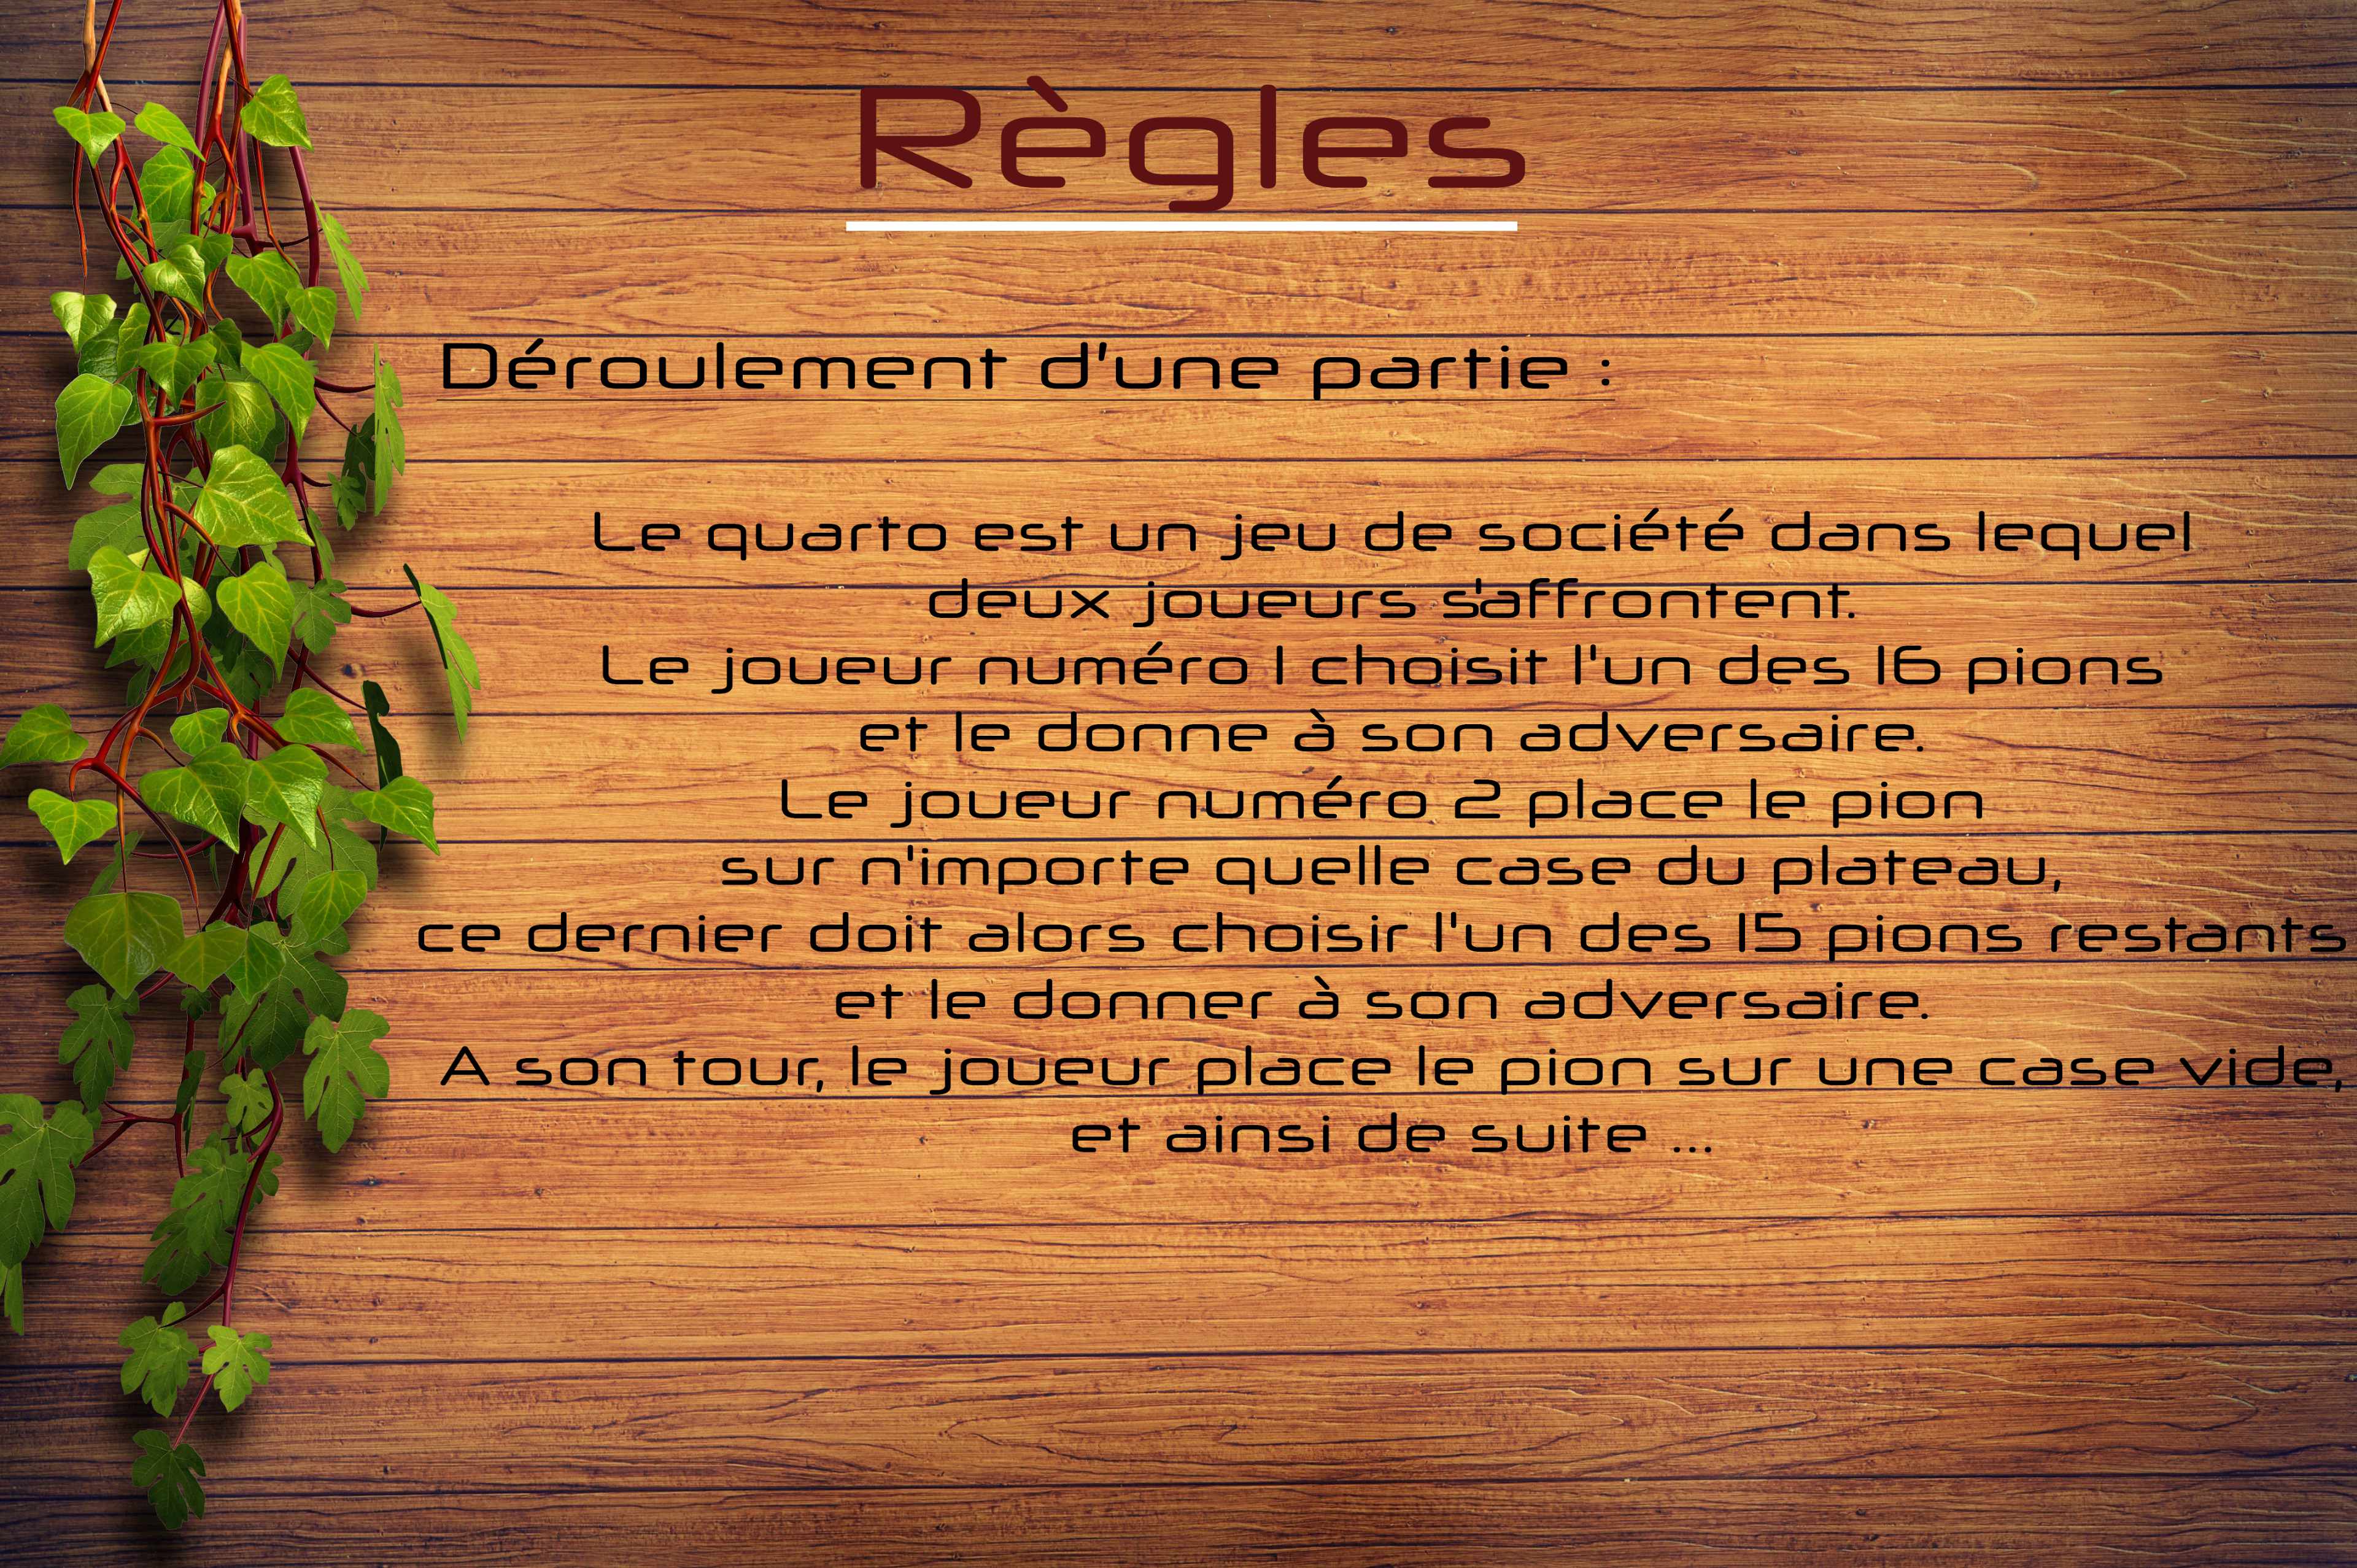 Règles
Déroulement d'une partie :
Le quarto est un jeu de société dans lequel
deux joueurs s'affrontent.
Le joueur numéro 1 choisit l'un des 16 pions
et le donne à son adversaire.
Le joueur numéro 2 place le pion
sur n'importe quelle case du plateau,
ce dernier doit alors choisir l'un des 15 pions restants
et le donner à son adversaire.
A son tour, le joueur place le pion sur une case vide,
et ainsi de suite ...